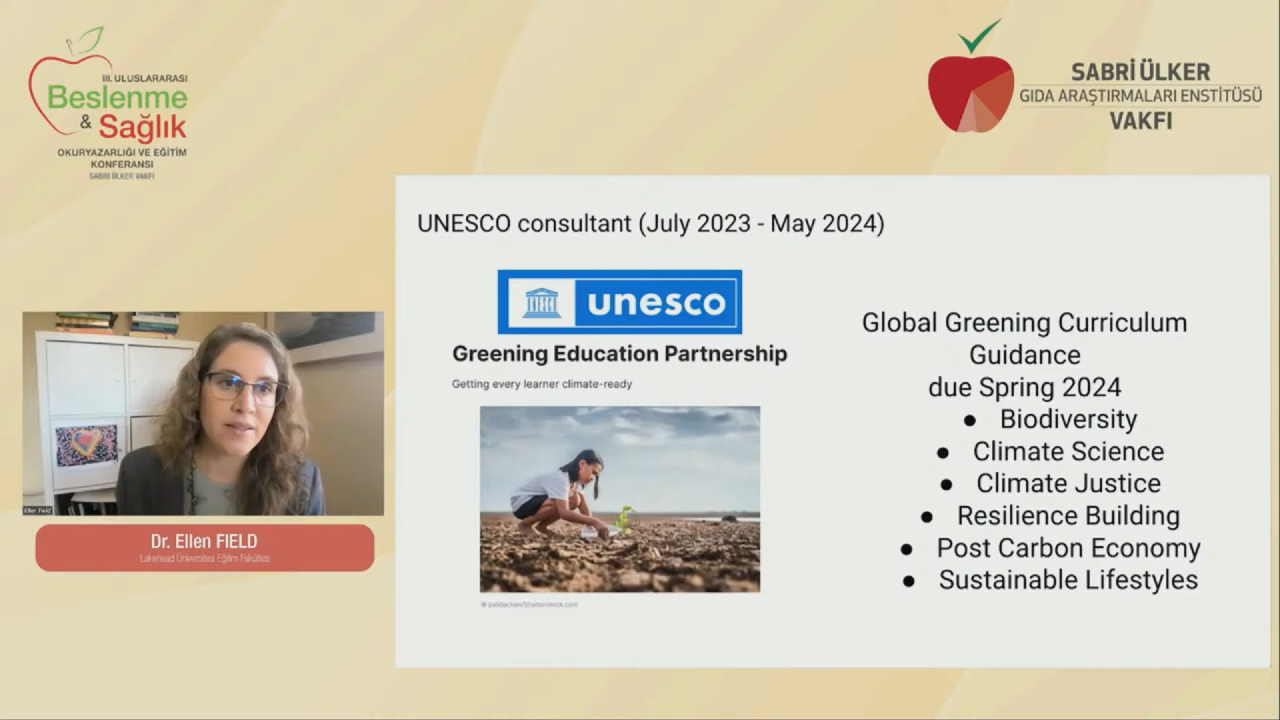 III. ULUSLARARASI
Beslenme
& Sağlık
OKURYAZARLIĞI VE EĞİTİM
KONFERANSI
SABRİ ÜLKER VAKFI
SABRİ ÜLKER
GIDA ARAŞTIRMALARI ENSTİTÜSÜ
VAKFI
UNESCO consultant (July 2023 - May 2024)
unesco
Greening Education Partnership
Getting every learner climate-ready
Global Greening Curriculum
Guidance
due Spring 2024
● Biodiversity
● Climate Science
● Climate Justice
● Resilience Building
● Post Carbon Economy
● Sustainable Lifestyles
Ellen Field
Dr. Ellen FIELD
Lakehead Üniversitesi Eğitim Fakültesi